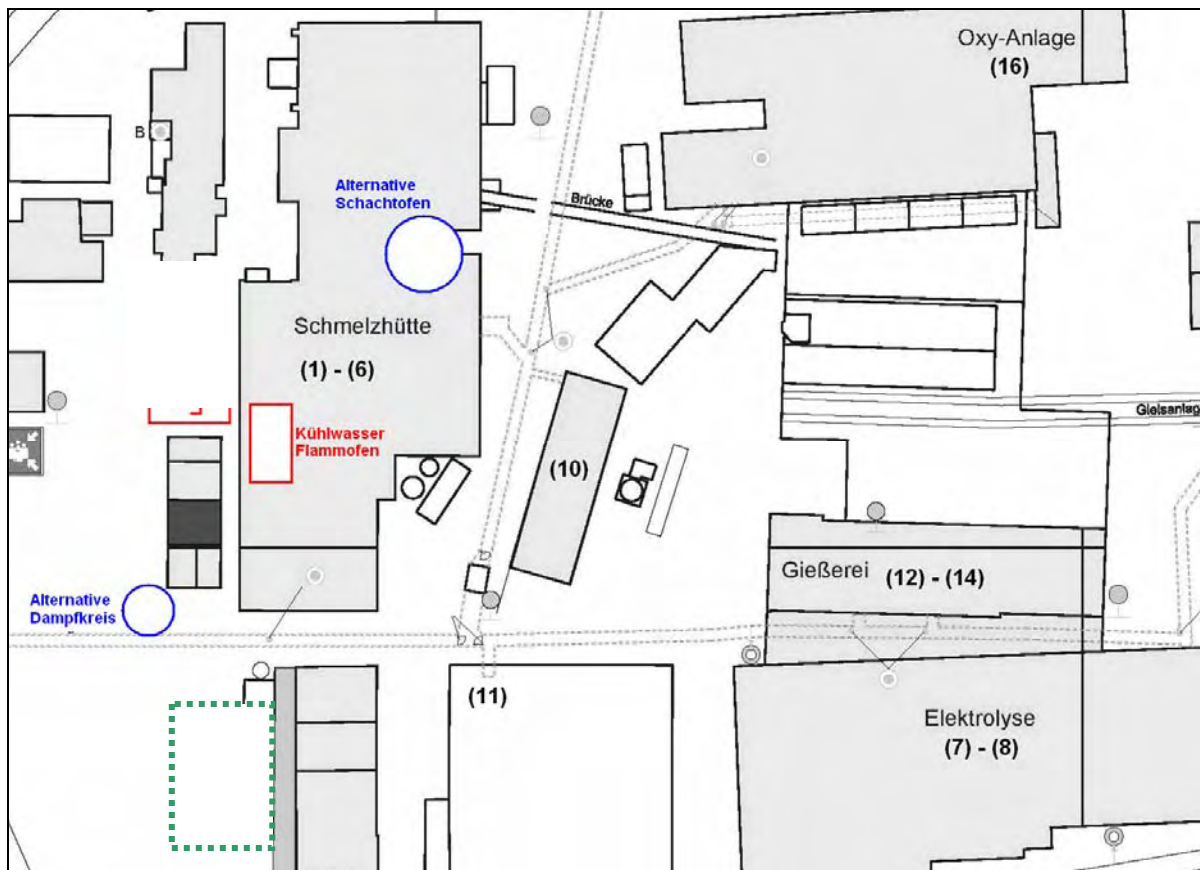 Oxy-Anlage
(16)
B
Alternative
Schachtofen
Brücke
Schmelzhütte
(1) - (6)
Gleisanlag
Kühlwasser
Flammofen
(10)
Gießerei (12) - (14)
Alternative
Dampfkreis
(11)
Elektrolyse
(7) - (8)